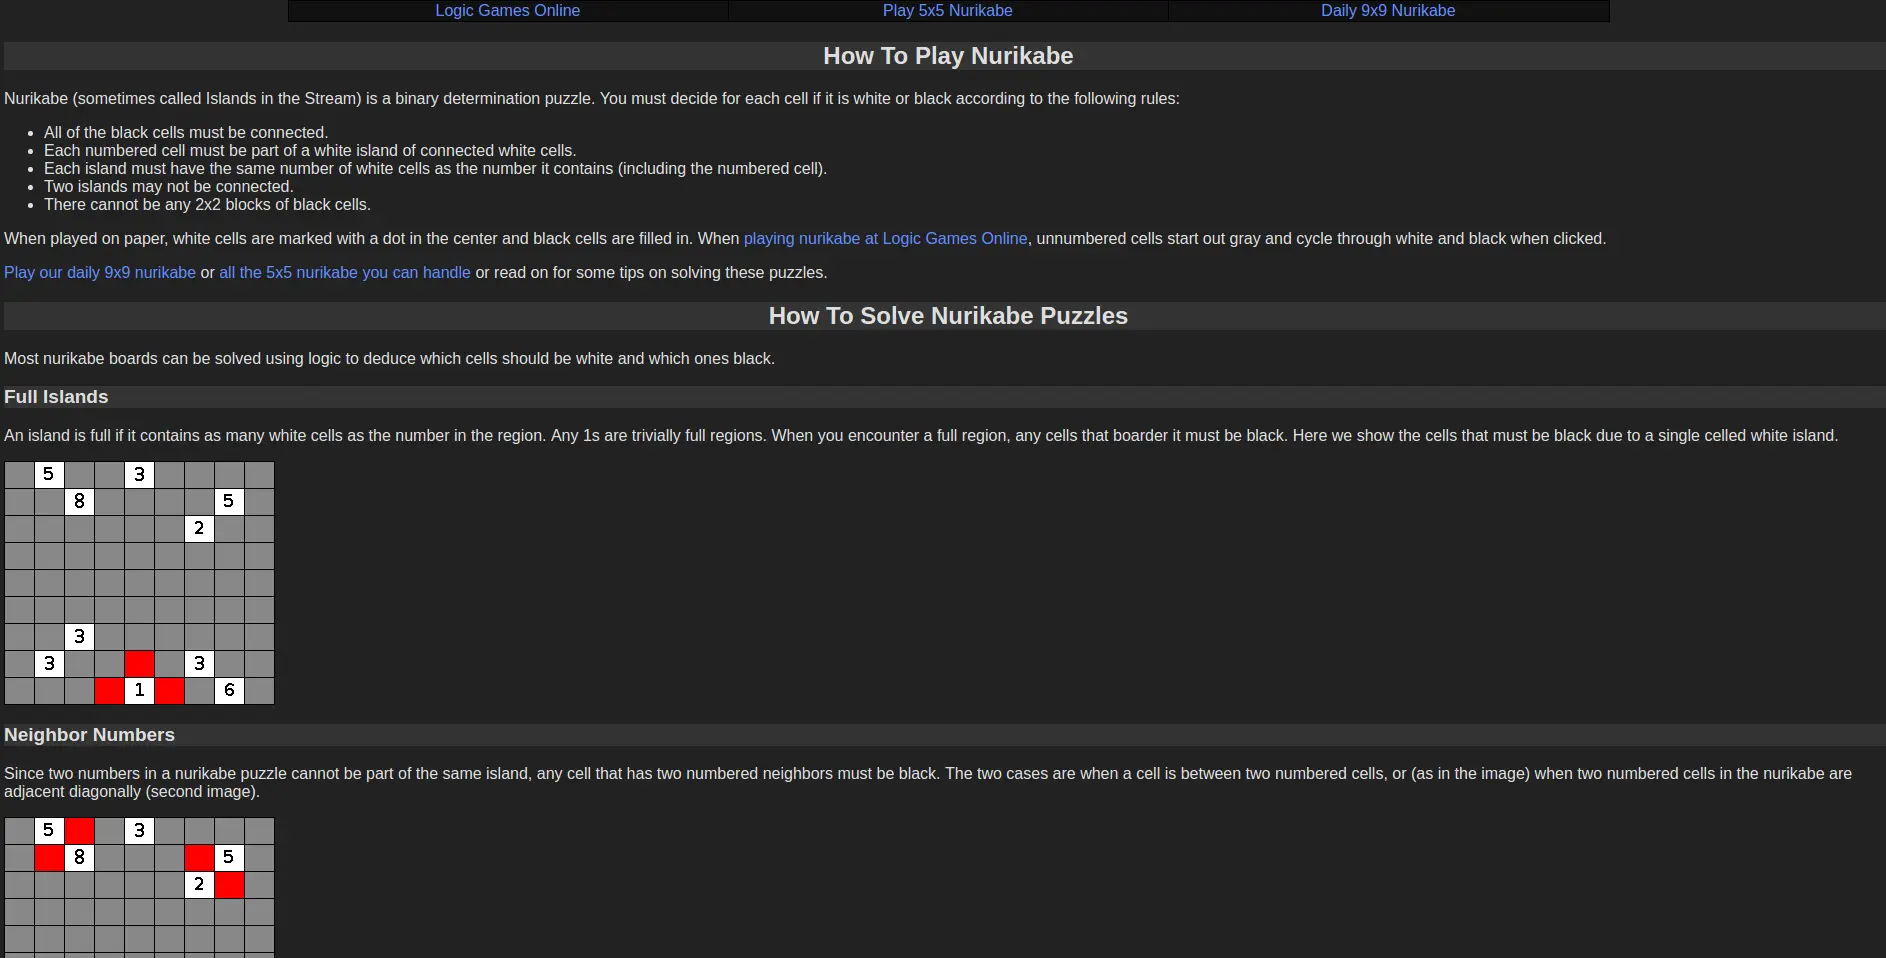 Logic Games Online Play 5x5 Nurikabe Daily 9x9 Nurikabe
How To Play Nurikabe
Nurikabe (sometimes called Islands in the Stream) is a binary determination puzzle. You must decide for each cell if it is white or black according to the following rules:
All of the black cells must be connected.
Each numbered cell must be part of a white island of connected white cells.
Each island must have the same number of white cells as the number it contains (including the numbered cell).
Two islands may not be connected.
There cannot be any 2x2 blocks of black cells.
When played on paper, white cells are marked with a dot in the center and black cells are filled in. When playing nurikabe at Logic Games Online, unnumbered cells start out gray and cycle through white and black when clicked.
Play our daily 9x9 nurikabe or all the 5x5 nurikabe you can handle or read on for some tips on solving these puzzles.
How To Solve Nurikabe Puzzles
Most nurikabe boards can be solved using logic to deduce which cells should be white and which ones black.
Full Islands
An island is full if it contains as many white cells as the number in the region. Any 1s are trivially full regions. When you encounter a full region, any cells that boarder it must be black. Here we show the cells that must be black due to a single celled white island.
5 3
8 5
2
3
3 3
1 6
Neighbor Numbers
Since two numbers in a nurikabe puzzle cannot be part of the same island, any cell that has two numbered neighbors must be black. The two cases are when a cell is between two numbered cells, or (as in the image) when two numbered cells in the nurikabe are
adjacent diagonally (second image).
5 3
8 5
2